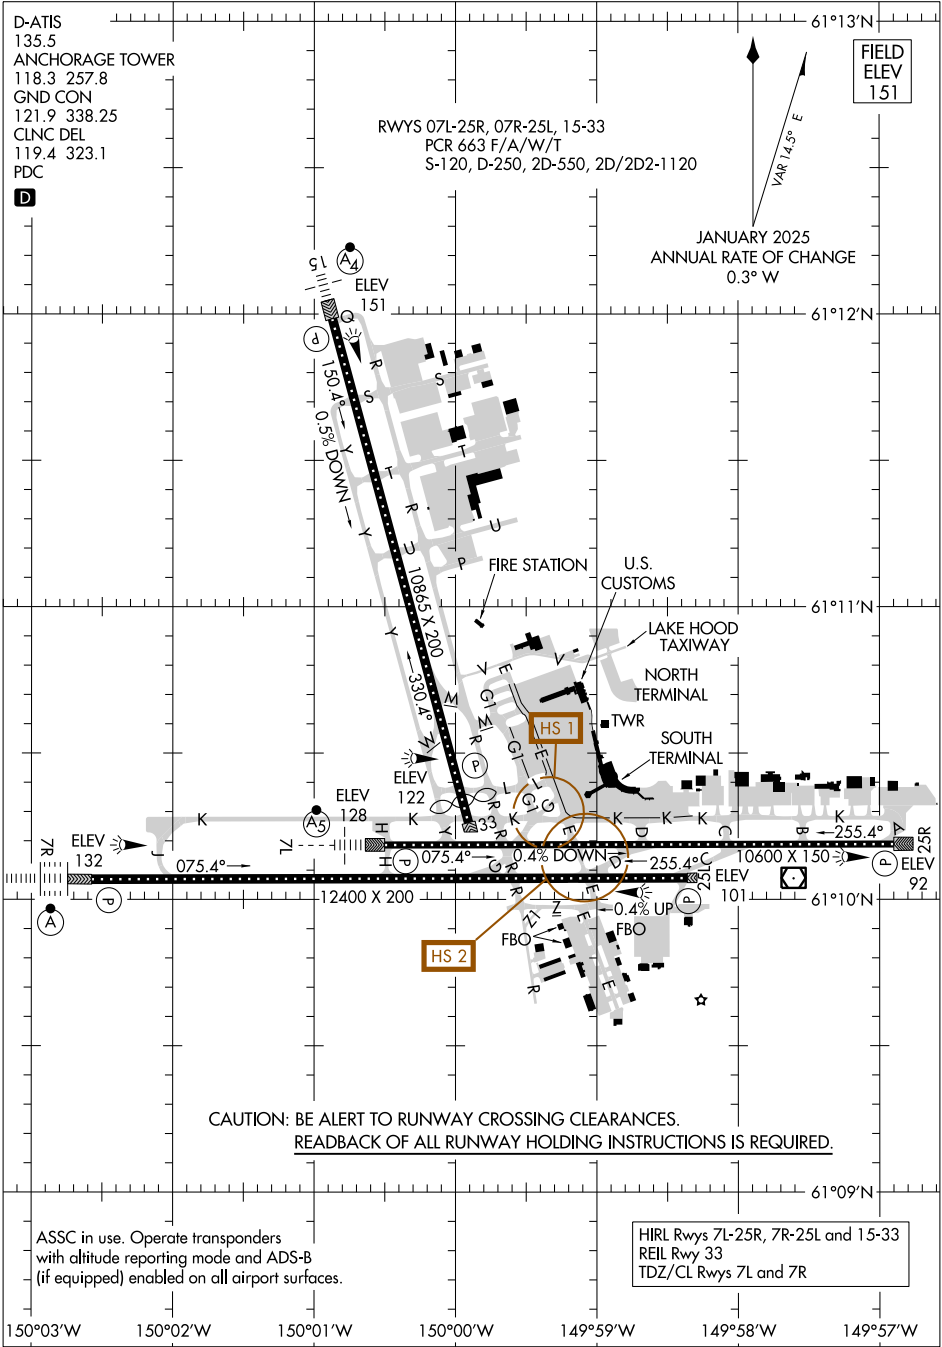 D-ATIS
135.5
ANCHORAGE TOWER
118.3 257.8
GND CON
121.9 338.25
CLNC DEL
119.4 323.1
PDC
D
RWYS 07L-25R, 07R-25L, 15-33
PCR 663 F/A/W/T
S-120, D-250, 2D-550, 2D/2D2-1120
61°13'N
FIELD
ELEV
151
VAR 14.5° E
JANUARY 2025
ANNUAL RATE OF CHANGE
0.3° W
15
A4
ELEV
151
61°12'N
Q
P
R
S
S
150.4°
0.5% DOWN
Y
T
T
R
Y
U
U
P
10865 X 200
FIRE STATION
U.S.
CUSTOMS
61°11'N
Y
LAKE HOOD
TAXIWAY
V
V
E
330.4°
M
G1
NORTH
TERMINAL
M
HS 1
TWR
W
R
G1
E
SOUTH
TERMINAL
P
ELEV
122
L
L
G1
G
ELEV
128
A5
R
33
K
H
K
Y
R
K
E
K
D
K
K
C
B
K
A
25R
ELEV
132
7R
J
7L
255.4°
P
075.4°
G
0.4% DOWN
255.4°
10600 X 150
P
ELEV
92
075.4°
H
R
G
D
C
25L
ELEV
101
P
12400 X 200
R
E
P
61°10'N
A
Z1
Z
E
0.4% UP
FBO
FBO
HS 2
R
E
CAUTION: BE ALERT TO RUNWAY CROSSING CLEARANCES.
READBACK OF ALL RUNWAY HOLDING INSTRUCTIONS IS REQUIRED.
61°09'N
ASSC in use. Operate transponders
with altitude reporting mode and ADS-B
(if equipped) enabled on all airport surfaces.
HIRL Rwys 7L-25R, 7R-25L and 15-33
REIL Rwy 33
TDZ/CL Rwys 7L and 7R
150°03'W
150°02'W
150°01'W
150°00'W
149°59'W
149°58'W
149°57'W